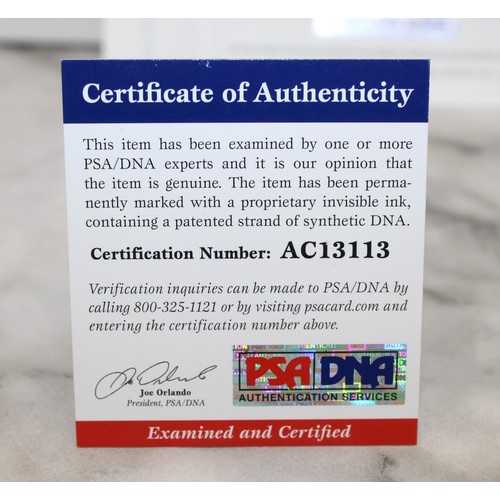 Certificate of Authenticity
This item has been examined by one or more
PSA/DNA experts and it is our opinion that
the item is genuine. The item has been perma-
nently marked with a proprietary invisible ink,
containing a patented strand of synthetic DNA.
Certification Number: AC13113
Verification inquiries can be made to PSA/DNA by
calling 800-325-1121 or by visiting psacard.com and
entering the certification number above.
Joe Orlando
President, PSA/DNA
PSA DNA
AUTHENTICATION SERVICES
Examined and Certified